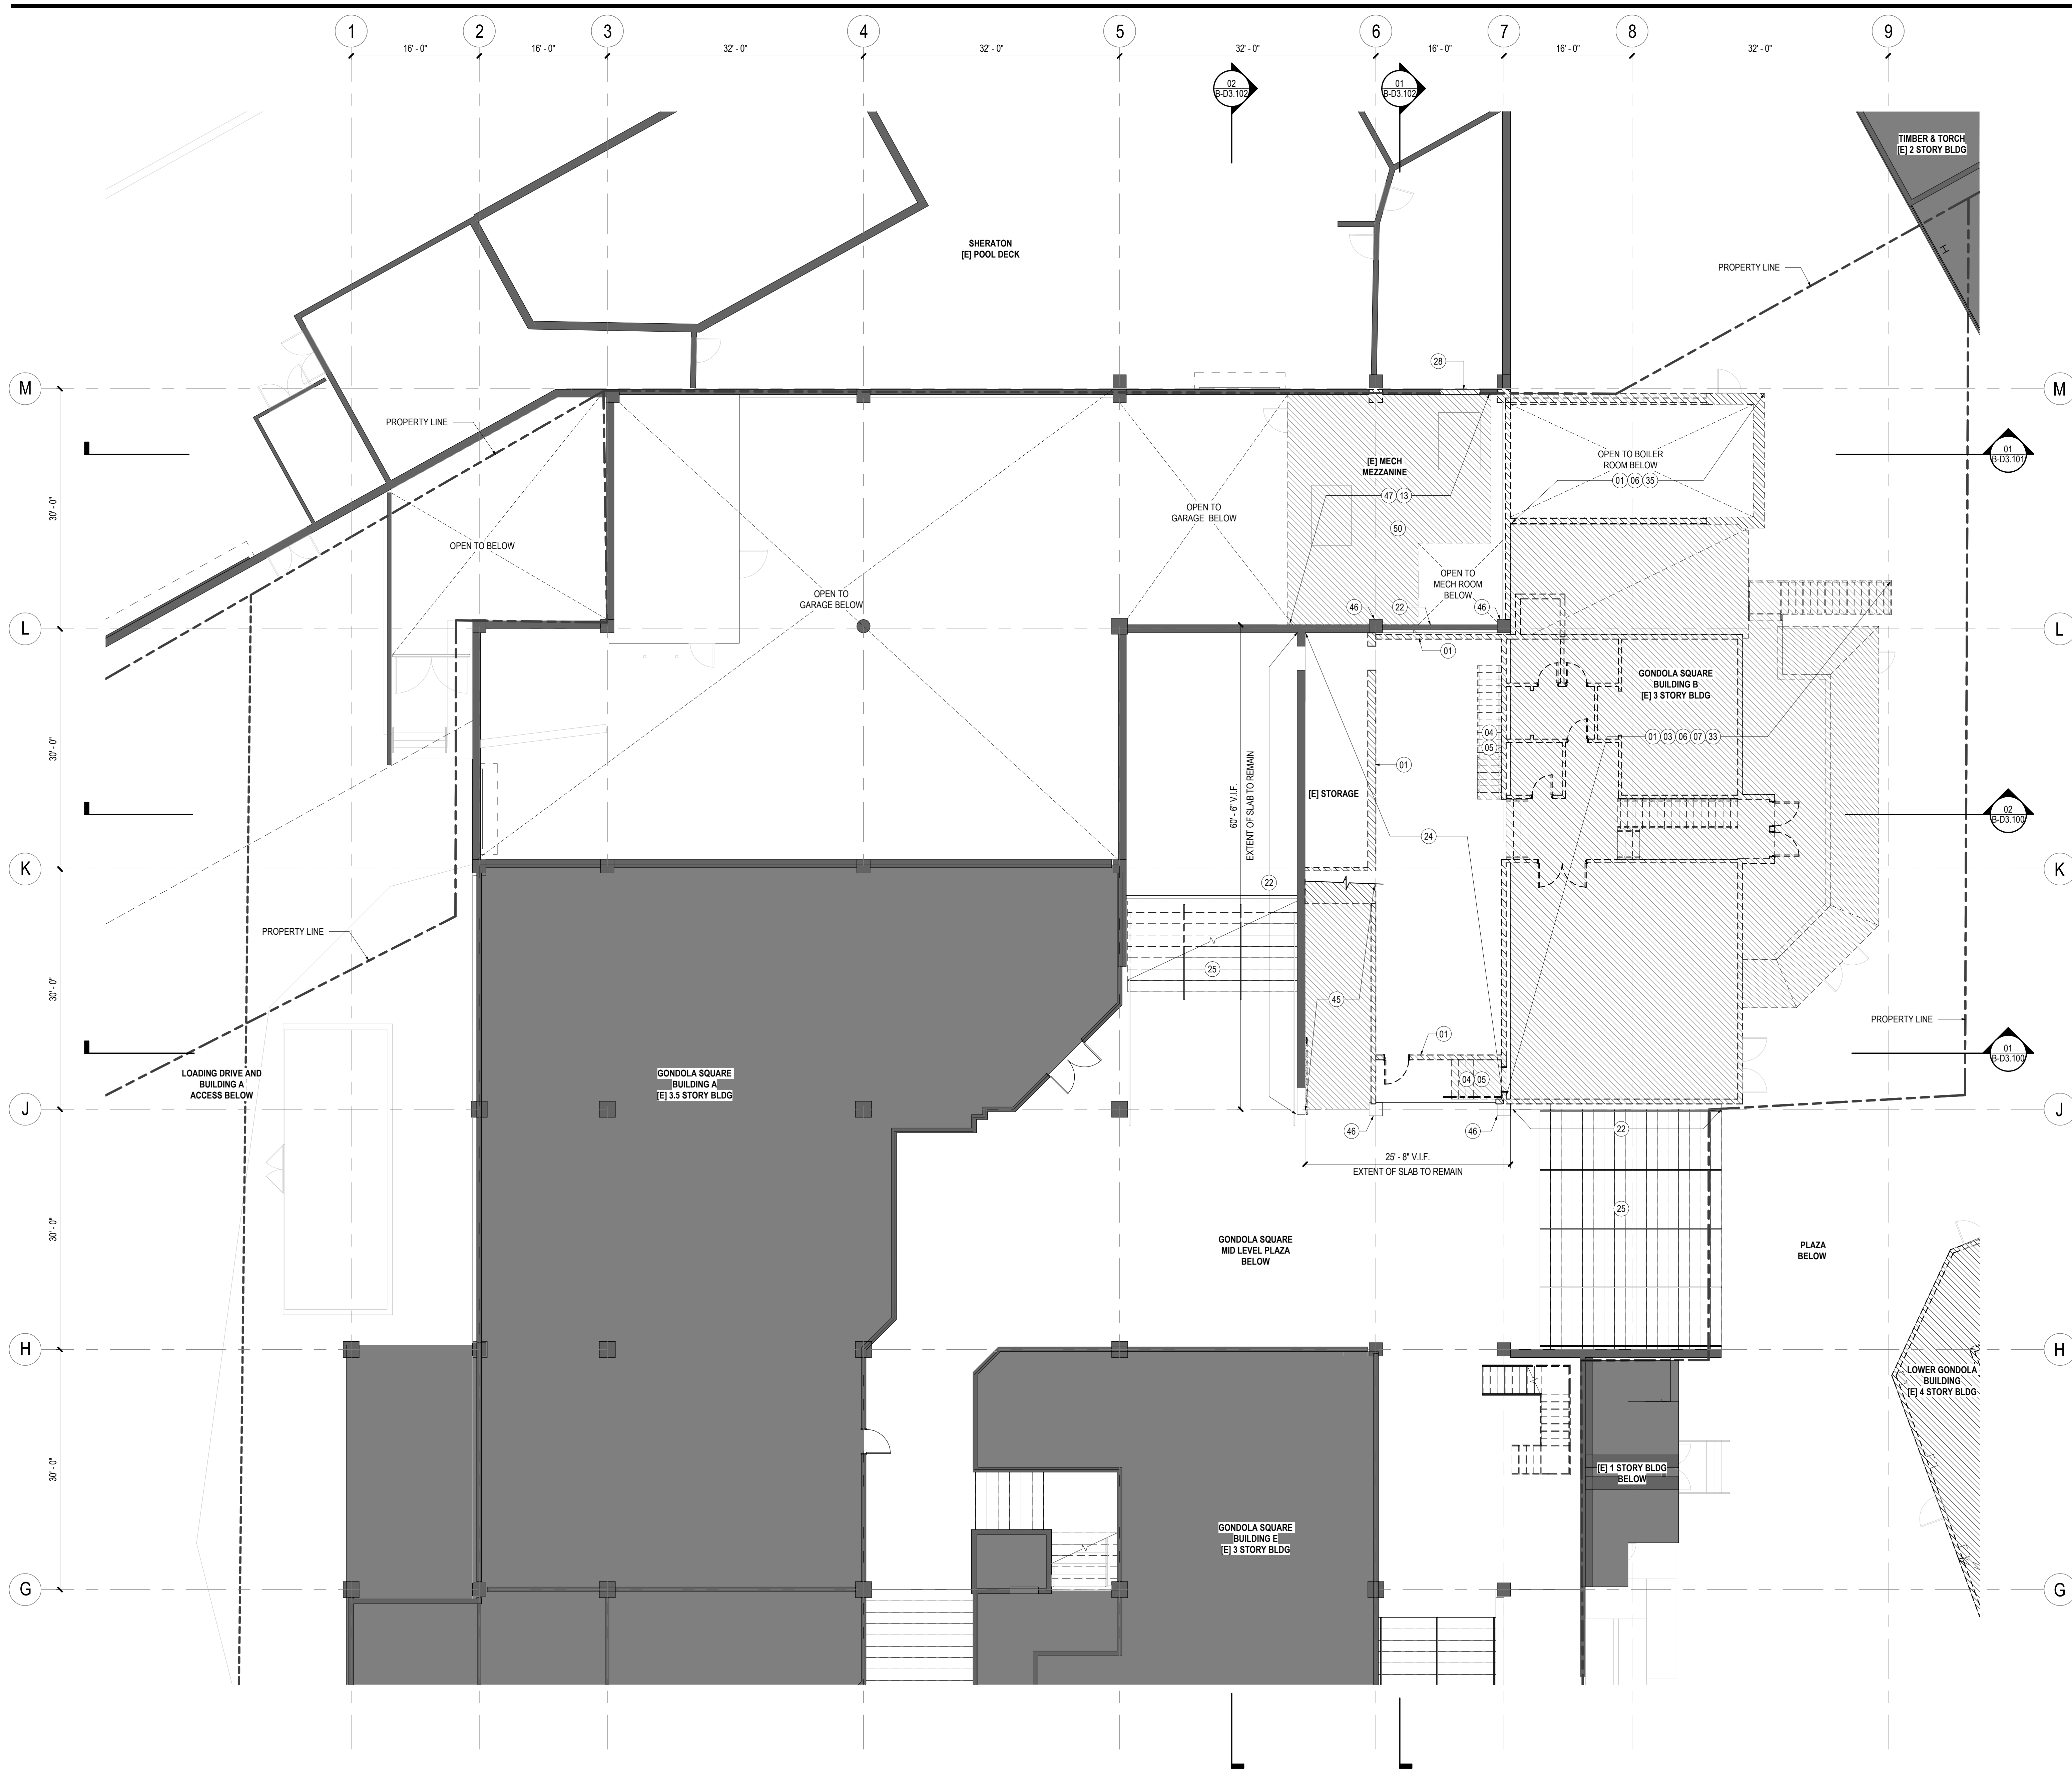 1
2
3
4
5
6
7
8
9
16' - 0"
16' - 0"
32' - 0"
32' - 0"
32' - 0"
16' - 0"
16' - 0"
32' - 0"
02
B-D3.102
01
B-D3.102
TIMBER & TORCH
[E] 2 STORY BLDG
SHERATON
[E] POOL DECK
PROPERTY LINE
28
M
M
PROPERTY LINE
01
B-D3.101
OPEN TO BOILER
ROOM BELOW
01 06 35
[E] MECH
MEZZANINE
47 13
50
30' - 0"
OPEN TO
GARAGE BELOW
OPEN TO BELOW
OPEN TO
MECH ROOM
BELOW
OPEN TO
GARAGE BELOW
46
22
46
L
L
01
GONDOLA SQUARE
BUILDING B
[E] 3 STORY BLDG
04
05
01 03 06 07 33
30' - 0"
01
60' - 6" V.I.F.
EXTENT OF SLAB TO REMAIN
[E] STORAGE
02
B-D3.100
24
K
K
22
PROPERTY LINE
25
30' - 0"
45
PROPERTY LINE
01
01
B-D3.100
LOADING DRIVE AND
BUILDING A
ACCESS BELOW
GONDOLA SQUARE
BUILDING A
[E] 3.5 STORY BLDG
04 05
J
J
46
46
22
25' - 8" V.I.F.
EXTENT OF SLAB TO REMAIN
25
30' - 0"
GONDOLA SQUARE
MID LEVEL PLAZA
BELOW
PLAZA
BELOW
H
H
LOWER GONDOLA
BUILDING
[E] 4 STORY BLDG
30' - 0"
[E] 1 STORY BLDG
BELOW
GONDOLA SQUARE
BUILDING E
[E] 3 STORY BLDG
G
G